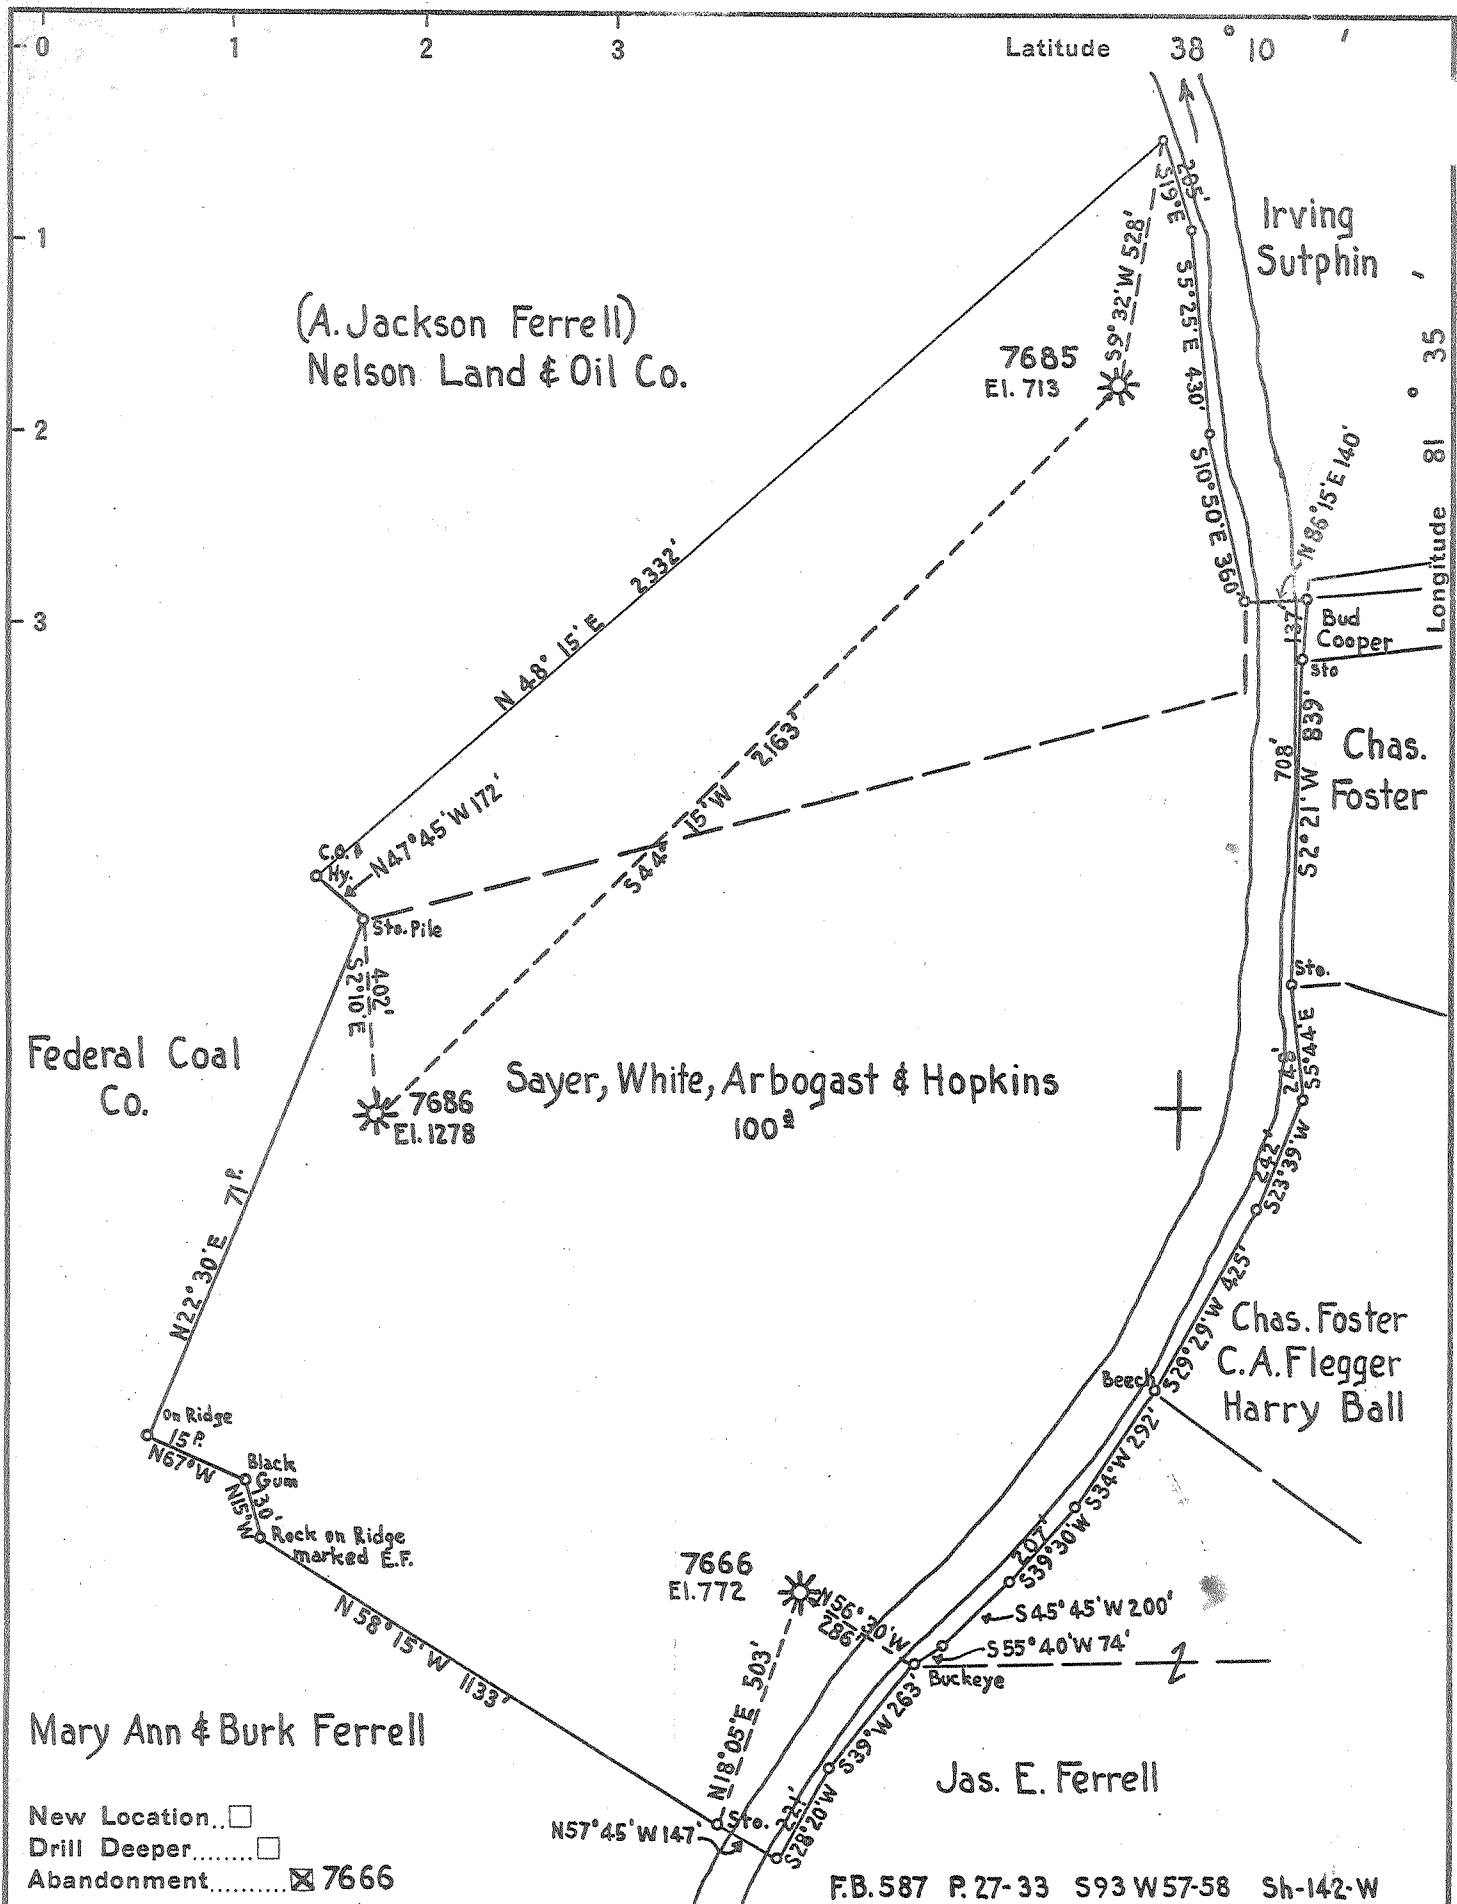 0 1 2 3 Latitude 38° 10 '
1
2
3
Longitude 81 ° 35 '
Irving
Sutphin
(A. Jackson Ferrell)
Nelson Land & Oil Co.
S19°E 205'
S9°32'W 528'
7685
El. 713
S5°25'E 430'
S10°50'E 360'
N86°15'E 140'
137'
Bud
Cooper
Sto
N 48° 15' E 2332'
S44° 15'W 2163'
708'
S2°21'W 839'
Chas.
Foster
C.O. &
Hy.
N47°45'W 172'
Sto. Pile
S2°10'E
402'
Sto.
Federal Coal
Co.
Sayer, White, Arbogast & Hopkins
100ª
7686
El. 1278
248'
S5°44'E
242'
S23°39'W
N22°30'E 71P.
S29°29'W 425'
Chas. Foster
C.A. Flegger
Harry Ball
Beech
on Ridge
15P.
N67°W
Black
Gum
N15°W
130'
Rock on Ridge
marked E.F.
S34°W 292'
207'
S39°30'W
7666
El. 772
N56°30'W
286'
S45°45'W 200'
S55°40'W 74'
Buckeye
N58°15'W 1133'
N18°05'E 503'
S39°W 263'
Mary Ann & Burk Ferrell
Jas. E. Ferrell
Sto.
221'
S28°20'W
N57°45'W 147'
New Location..
Drill Deeper........
Abandonment.......... 7666
F.B. 587 P. 27-33 S93 W57-58 Sh-142-W